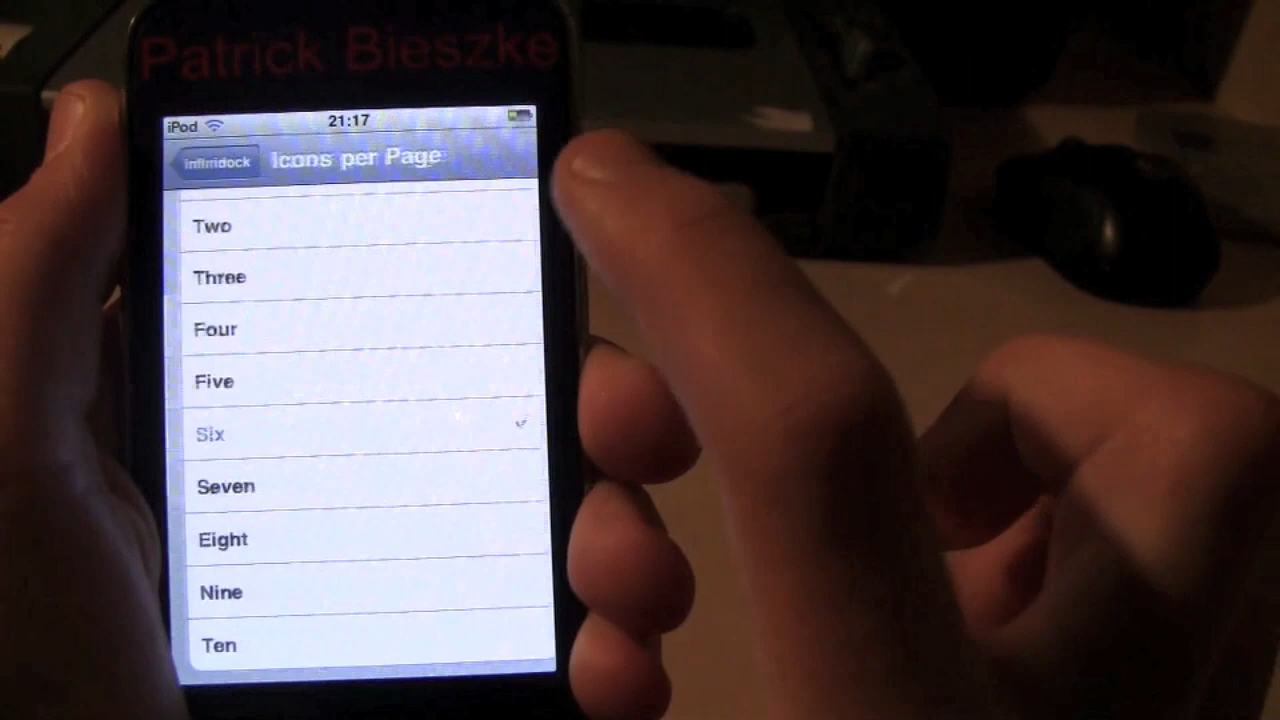 Patrick Bieszke
iPod 21:17
Infinidock Icons per Page
Two
Three
Four
Five
Six
Seven
Eight
Nine
Ten